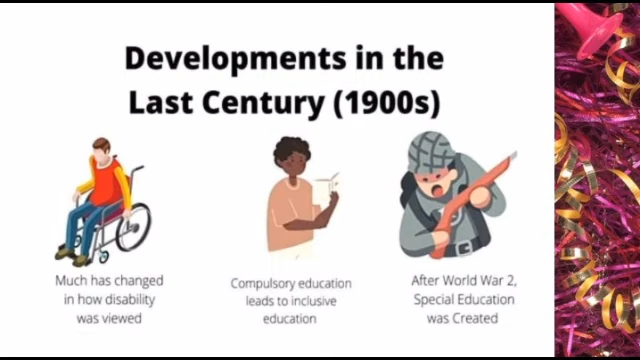 Developments in the
Last Century (1900s)
Much has changed
in how disability
was viewed
Compulsory education
leads to inclusive
education
After World War 2,
Special Education
was Created